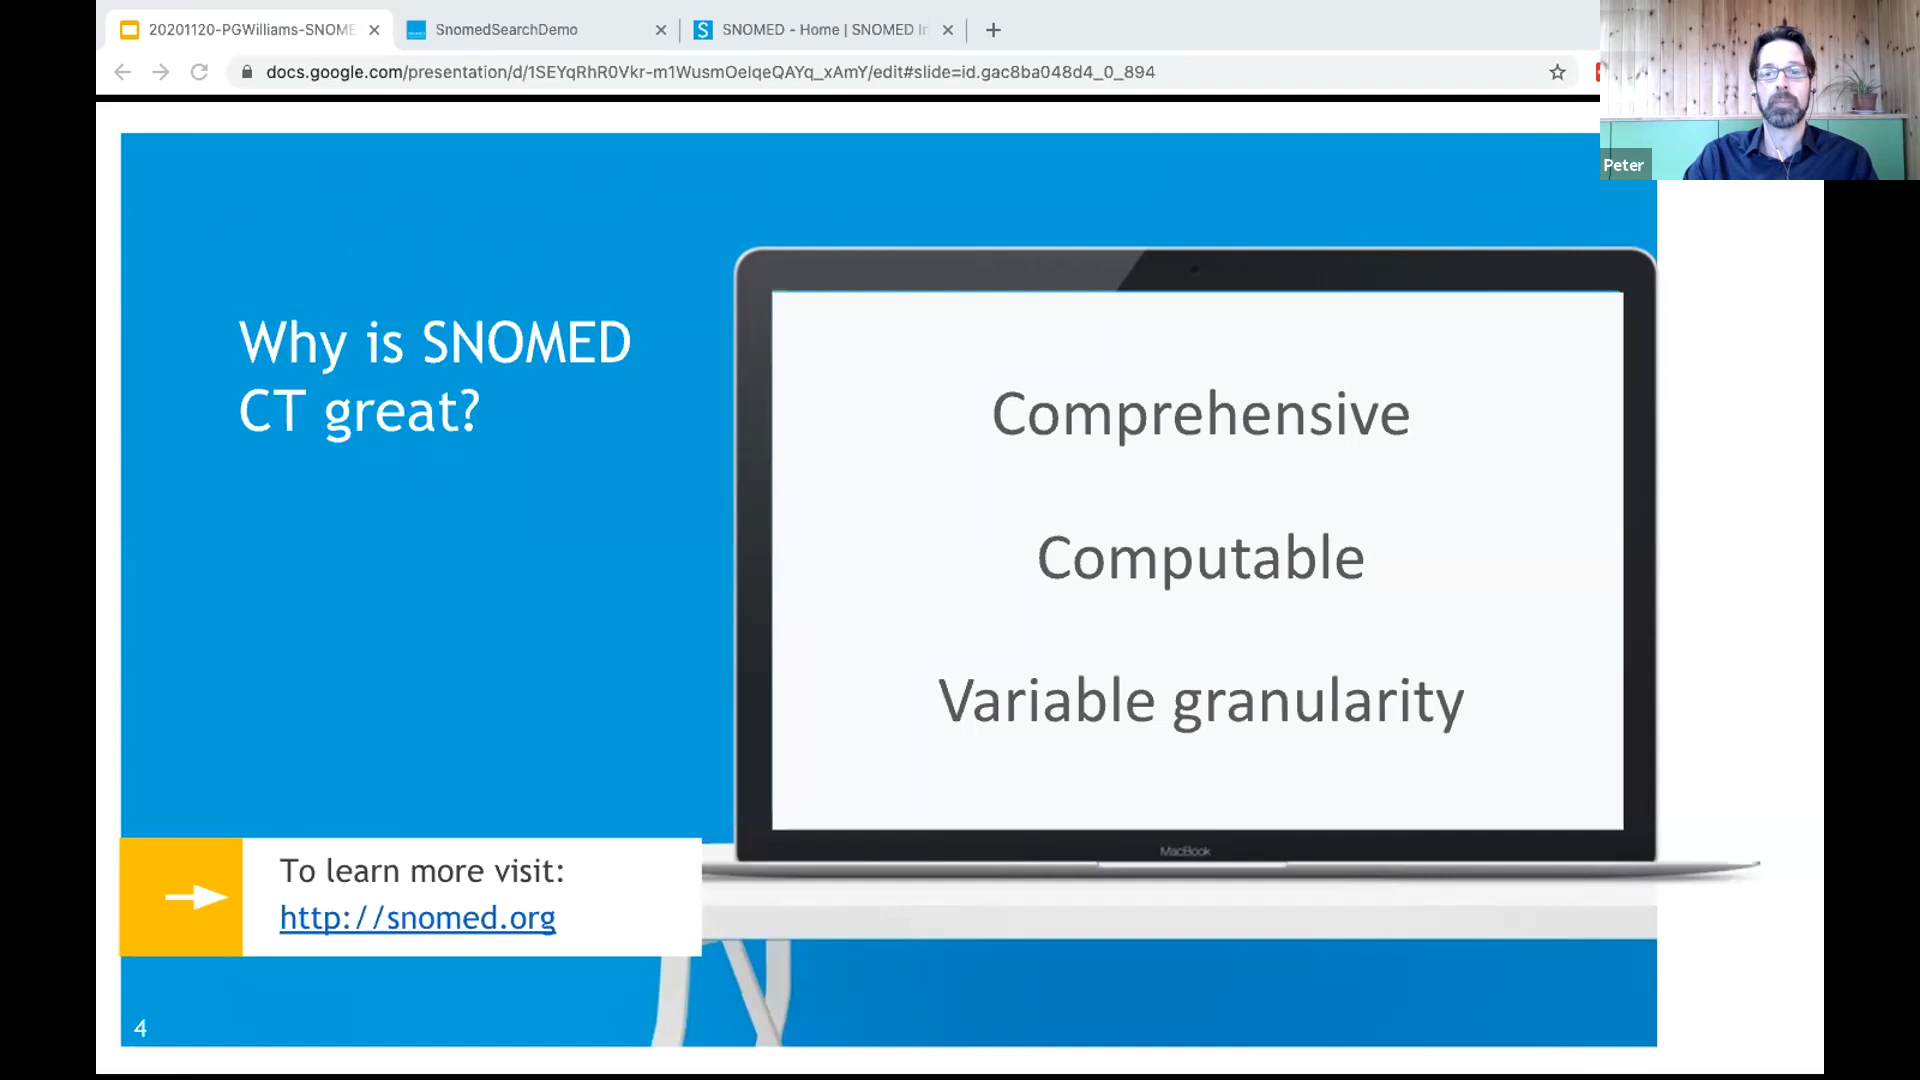 20201120-PGWilliams-SNOME
SnomedSearchDemo
SNOMED - Home | SNOMED In
docs.google.com/presentation/d/1SEYqRhR0Vkr-m1WusmOelqeQAYq_xAmY/edit#slide=id.gac8ba048d4_0_894
Peter
Why is SNOMED
CT great?
Comprehensive
Computable
Variable granularity
MacBook
To learn more visit:
http://snomed.org
4